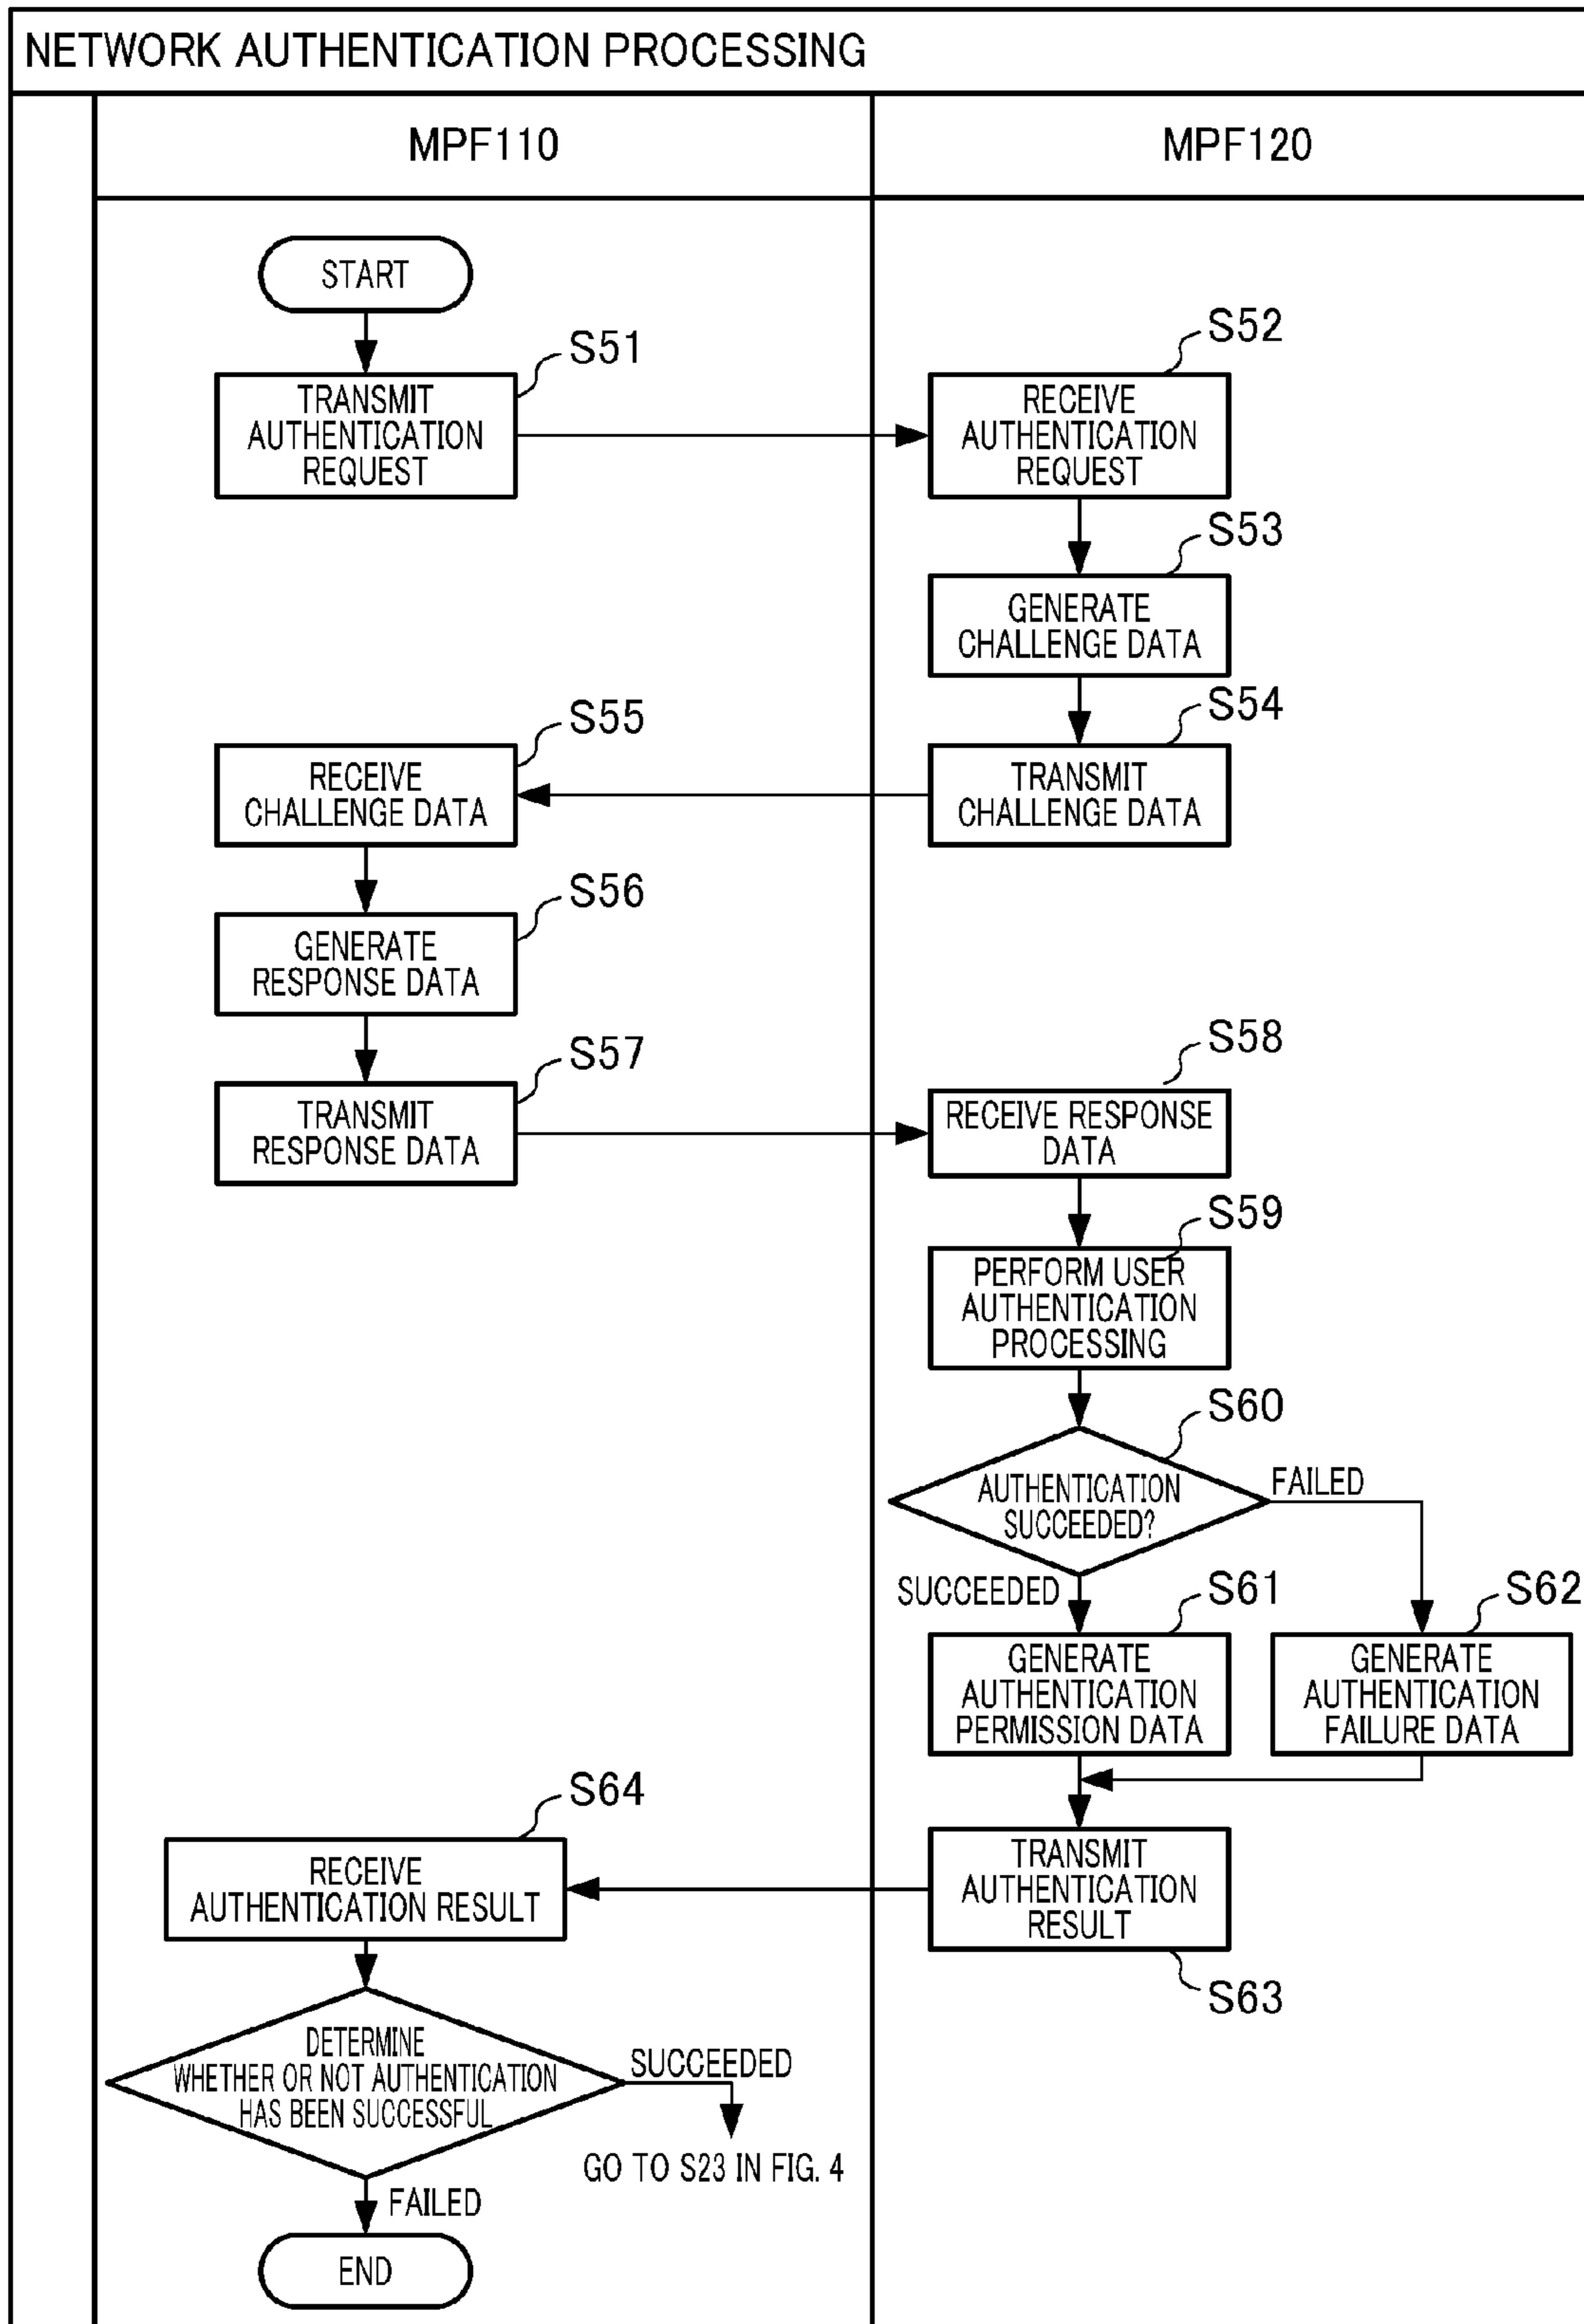 NETWORK AUTHENTICATION PROCESSING
MPF110
MPF120
START
S51
TRANSMIT
AUTHENTICATION
REQUEST
S52
RECEIVE
AUTHENTICATION
REQUEST
S53
GENERATE
CHALLENGE DATA
S54
TRANSMIT
CHALLENGE DATA
S55
RECEIVE
CHALLENGE DATA
S56
GENERATE
RESPONSE DATA
S57
TRANSMIT
RESPONSE DATA
S58
RECEIVE RESPONSE
DATA
S59
PERFORM USER
AUTHENTICATION
PROCESSING
S60
AUTHENTICATION
SUCCEEDED?
FAILED
SUCCEEDED
S61
GENERATE
AUTHENTICATION
PERMISSION DATA
S62
GENERATE
AUTHENTICATION
FAILURE DATA
TRANSMIT
AUTHENTICATION
RESULT
S63
S64
RECEIVE
AUTHENTICATION RESULT
DETERMINE
WHETHER OR NOT AUTHENTICATION
HAS BEEN SUCCESSFUL
SUCCEEDED
GO TO S23 IN FIG. 4
FAILED
END